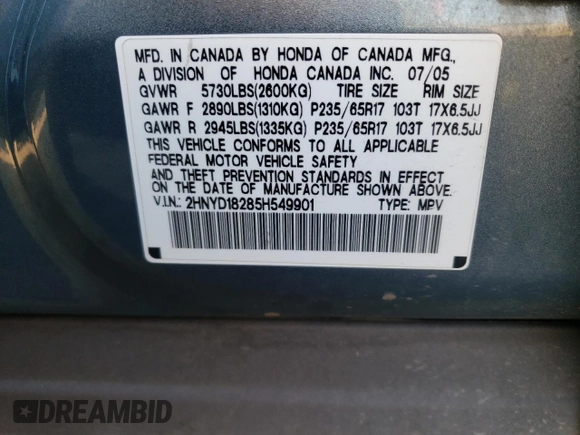 MFD. IN CANADA BY HONDA OF CANADA MFG.,
A DIVISION OF HONDA CANADA INC. 07/05
GVWR 5730LBS(2600KG) TIRE SIZE RIM SIZE
GAWR F 2890LBS(1310KG) P235/65R17 103T 17X6.5JJ
GAWR R 2945LBS(1335KG) P235/65R17 103T 17X6.5JJ
THIS VEHICLE CONFORMS TO ALL APPLICABLE
FEDERAL MOTOR VEHICLE SAFETY
AND THEFT PREVENTION STANDARDS IN EFFECT
ON THE DATE OF MANUFACTURE SHOWN ABOVE.
V.I.N.: 2HNYD18285H549901 TYPE: MPV
DREAMBID